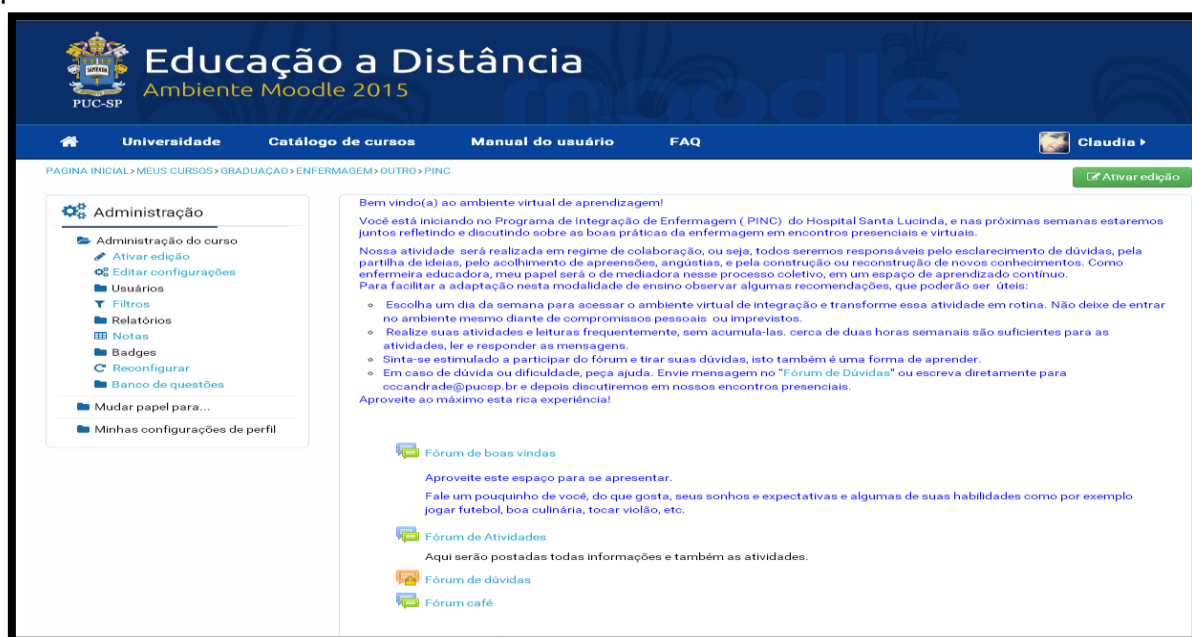 SAPIENTIA
PUC-SP
Educação a Distância
Ambiente Moodle 2015
moodle
Universidade Catálogo de cursos Manual do usuário FAQ Claudia
PAGINA INICIAL › MEUS CURSOS › GRADUAÇAO › ENFERMAGEM › OUTRO › PINC
Ativar edição
Administração
Administração do curso
Ativar edição
Editar configurações
Usuários
Filtros
Relatórios
Notas
Badges
Reconfigurar
Banco de questões
Mudar papel para...
Minhas configurações de perfil
Bem vindo(a) ao ambiente virtual de aprendizagem!
Você está iniciando no Programa de Integração de Enfermagem ( PINC) do Hospital Santa Lucinda, e nas próximas semanas estaremos
juntos refletindo e discutindo sobre as boas práticas da enfermagem em encontros presenciais e virtuais.
Nossa atividade será realizada em regime de colaboração, ou seja, todos seremos responsáveis pelo esclarecimento de dúvidas, pela
partilha de ideias, pelo acolhimento de apreensões, angústias, e pela construção ou reconstrução de novos conhecimentos. Como
enfermeira educadora, meu papel será o de mediadora nesse processo coletivo, em um espaço de aprendizado contínuo.
Para facilitar a adaptação nesta modalidade de ensino observar algumas recomendações, que poderão ser úteis:
Escolha um dia da semana para acessar o ambiente virtual de integração e transforme essa atividade em rotina. Não deixe de entrar
no ambiente mesmo diante de compromissos pessoais ou imprevistos.
Realize suas atividades e leituras frequentemente, sem acumula-las. cerca de duas horas semanais são suficientes para as
atividades, ler e responder as mensagens.
Sinta-se estimulado a participar do fórum e tirar suas dúvidas, isto também é uma forma de aprender.
Em caso de dúvida ou dificuldade, peça ajuda. Envie mensagem no "Fórum de Dúvidas" ou escreva diretamente para
cccandrade@pucsp.br e depois discutiremos em nossos encontros presenciais.
Aproveite ao máximo esta rica experiência!
Fórum de boas vindas
Aproveite este espaço para se apresentar.
Fale um pouquinho de você, do que gosta, seus sonhos e expectativas e algumas de suas habilidades como por exemplo
jogar futebol, boa culinária, tocar violão, etc.
Fórum de Atividades
Aqui serão postadas todas informações e também as atividades.
Fórum de dúvidas
Fórum café